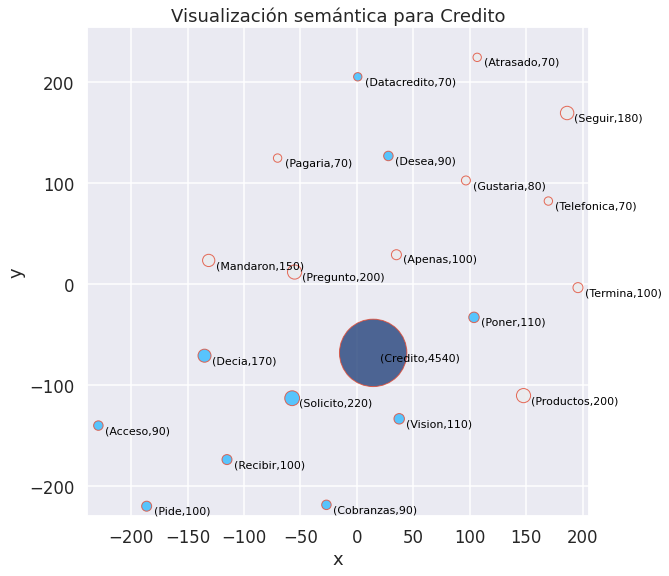 Visualización semántica para Credito
(Atrasado,70)
(Datacredito,70)
(Seguir,180)
(Pagaria,70)
(Desea,90)
(Gustaria,80)
(Telefonica,70)
(Mandaron,150)
(Apenas,100)
(Pregunto,200)
(Termina,100)
(Poner,110)
(Credito,4540)
(Decia,170)
(Solicito,220)
(Productos,200)
(Vision,110)
(Acceso,90)
(Recibir,100)
(Pide,100)
(Cobranzas,90)
y
200
100
0
−100
−200
−200
−150
−100
−50
0
50
100
150
200
x